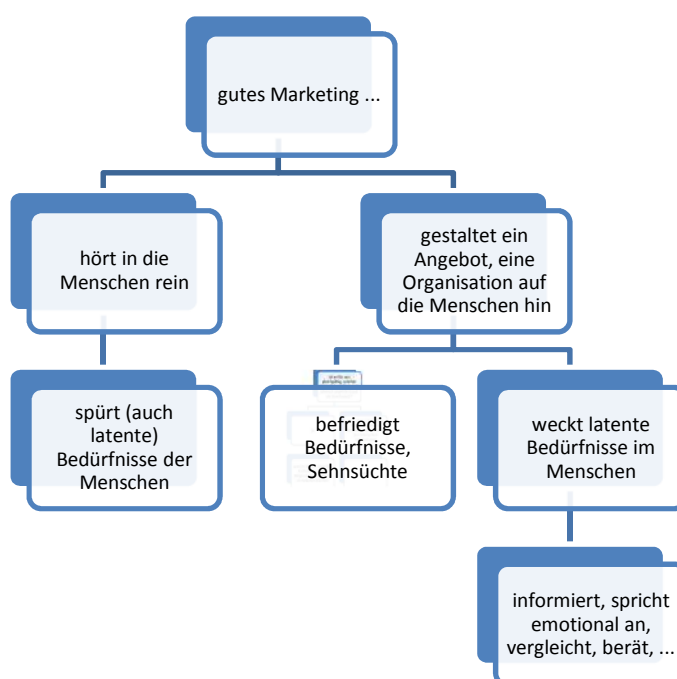 gutes Marketing ...
hört in die
Menschen rein
gestaltet ein
Angebot, eine
Organisation auf
die Menschen hin
spürt (auch
latente)
Bedürfnisse der
Menschen
befriedigt
Bedürfnisse,
Sehnsüchte
weckt latente
Bedürfnisse im
Menschen
informiert, spricht
emotional an,
vergleicht, berät, ...